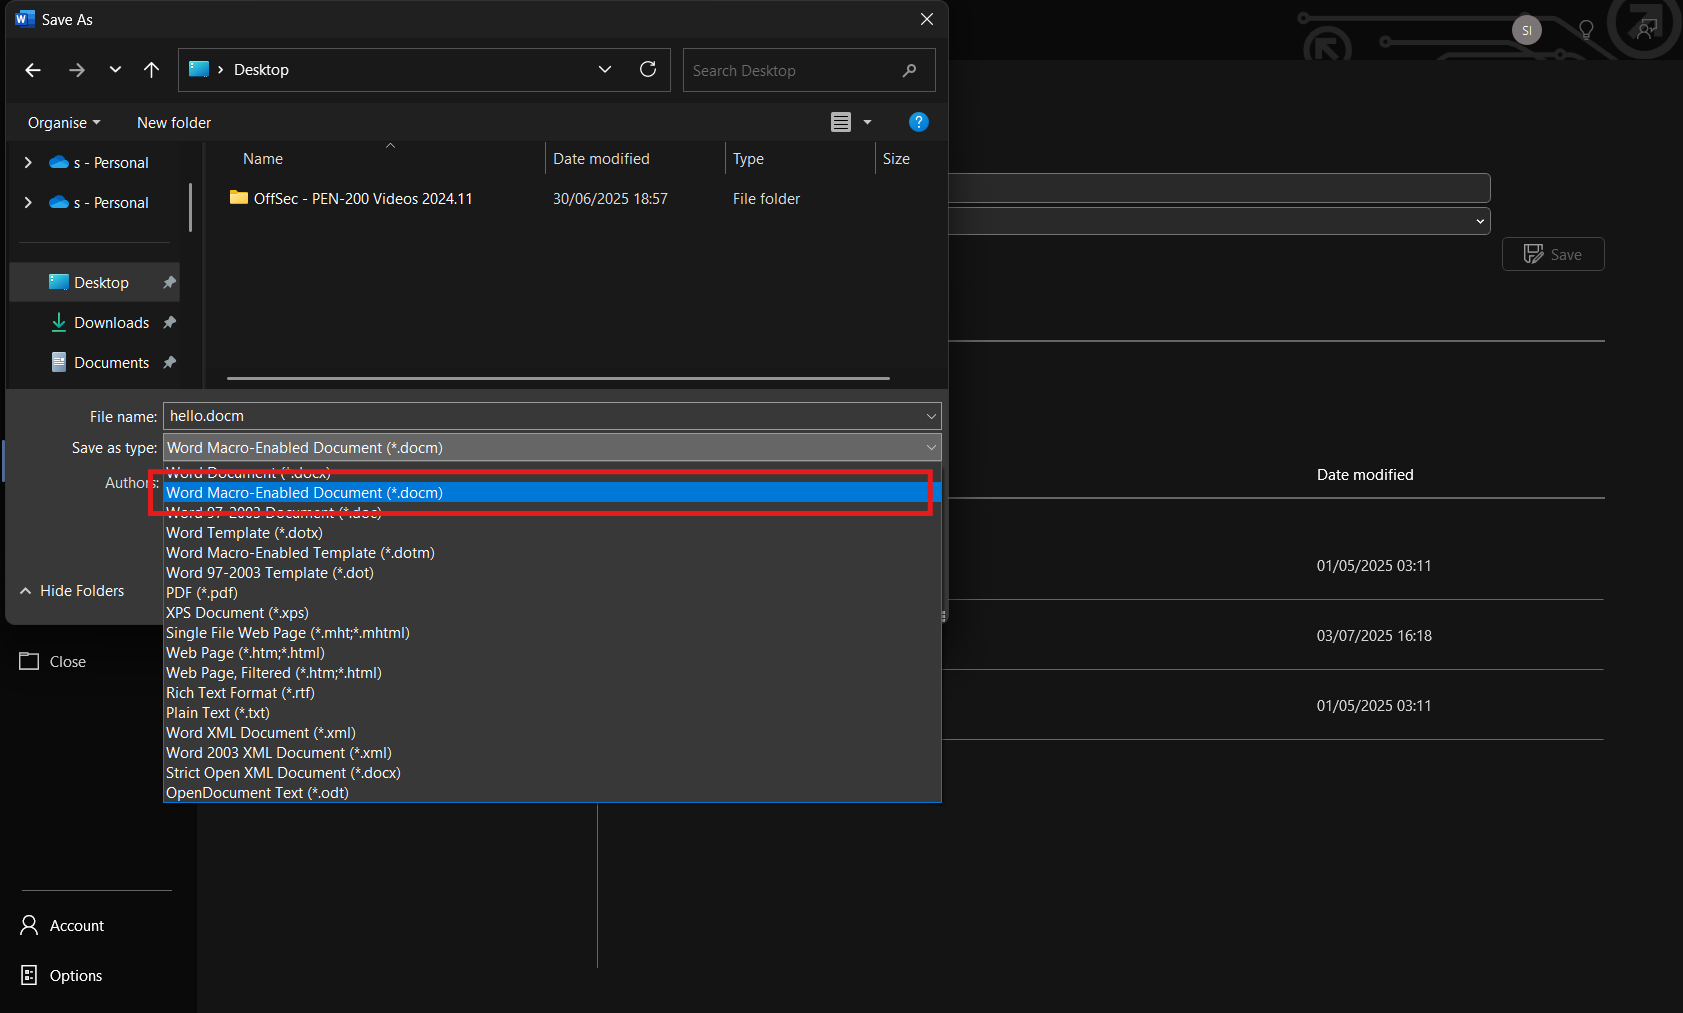 Save As
SI
Desktop
Search Desktop
Organise
New folder
?
Name
Date modified
Type
Size
s - Personal
OffSec - PEN-200 Videos 2024.11
30/06/2025 18:57
File folder
s - Personal
Save
Desktop
Downloads
Documents
File name:
hello.docm
Save as type:
Word Macro-Enabled Document (*.docm)
Authors:
Word Document (*.docx)
Word Macro-Enabled Document (*.docm)
Word 97-2003 Document (*.doc)
Word Template (*.dotx)
Word Macro-Enabled Template (*.dotm)
Word 97-2003 Template (*.dot)
PDF (*.pdf)
XPS Document (*.xps)
Single File Web Page (*.mht;*.mhtml)
Web Page (*.htm;*.html)
Web Page, Filtered (*.htm;*.html)
Rich Text Format (*.rtf)
Plain Text (*.txt)
Word XML Document (*.xml)
Word 2003 XML Document (*.xml)
Strict Open XML Document (*.docx)
OpenDocument Text (*.odt)
Date modified
01/05/2025 03:11
03/07/2025 16:18
01/05/2025 03:11
Hide Folders
Close
Account
Options